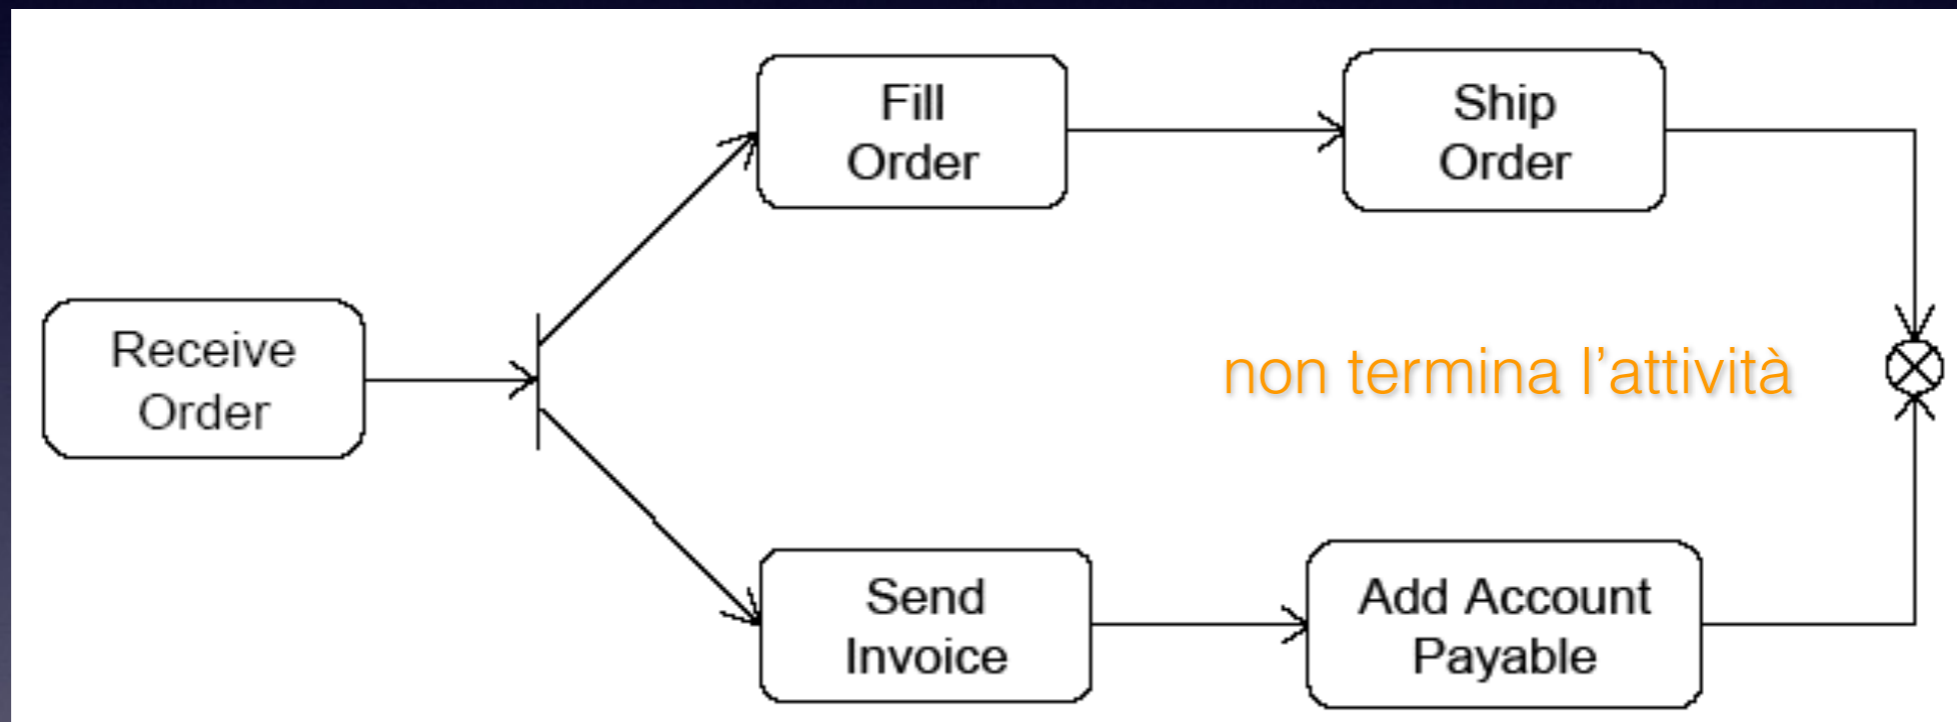 Receive
Order
Fill
Order
Ship
Order
non termina l’attività
Send
Invoice
Add Account
Payable